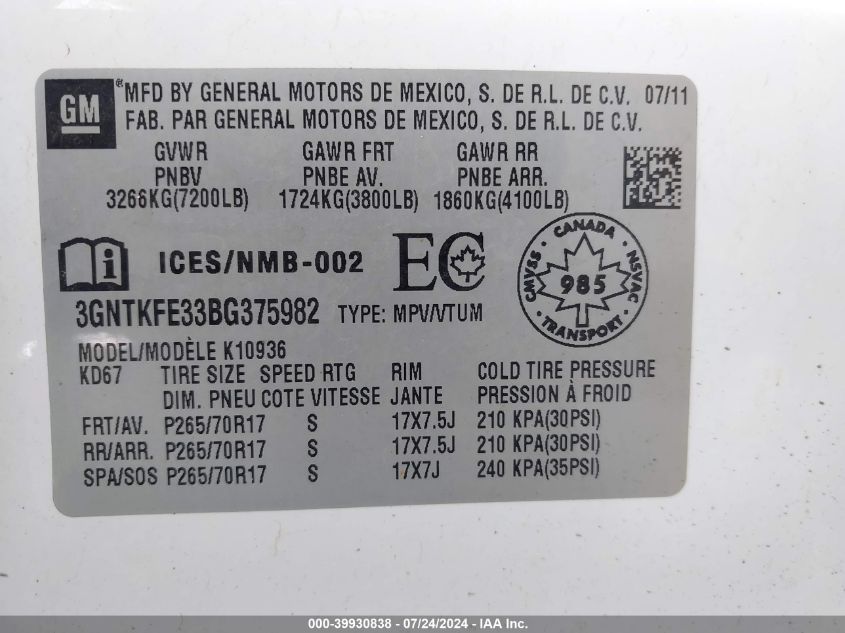 GM ® MFD BY GENERAL MOTORS DE MEXICO, S. DE R.L. DE C.V. 07/11
FAB. PAR GENERAL MOTORS DE MEXICO, S. DE R.L. DE C.V.
GVWR GAWR FRT GAWR RR
PNBV PNBE AV. PNBE ARR.
3266KG(7200LB) 1724KG(3800LB) 1860KG(4100LB)
i ICES/NMB-002 EC
CANADA
CMVSS 985 NSVAC
TRANSPORT
3GNTKFE33BG375982 TYPE: MPV/VTUM
MODEL/MODÈLE K10936
KD67 TIRE SIZE SPEED RTG RIM COLD TIRE PRESSURE
DIM. PNEU COTE VITESSE JANTE PRESSION À FROID
FRT/AV. P265/70R17 S 17X7.5J 210 KPA(30PSI)
RR/ARR. P265/70R17 S 17X7.5J 210 KPA(30PSI)
SPA/SOS P265/70R17 S 17X7J 240 KPA(35PSI)
000-39930838 - 07/24/2024 - IAA Inc.